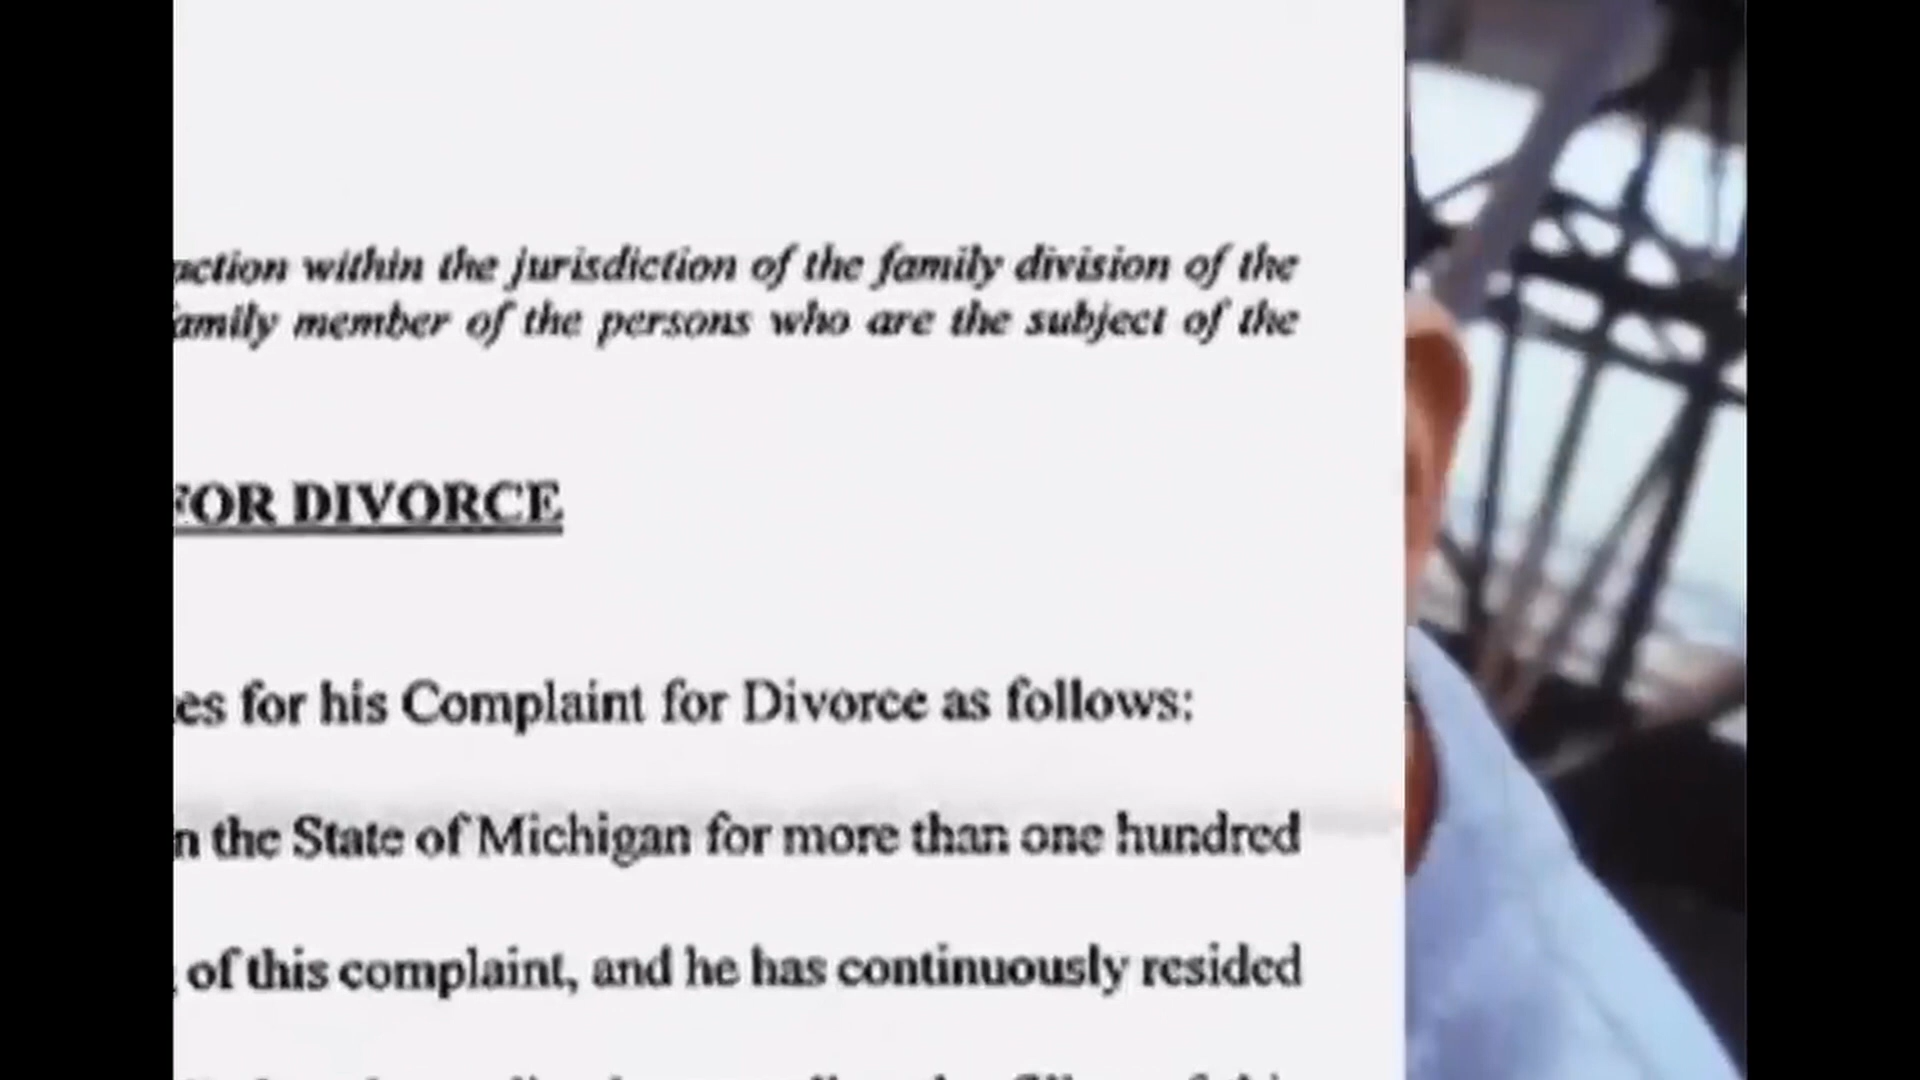 action within the jurisdiction of the family division of the
family member of the persons who are the subject of the
FOR DIVORCE
es for his Complaint for Divorce as follows:
n the State of Michigan for more than one hundred
of this complaint, and he has continuously resided